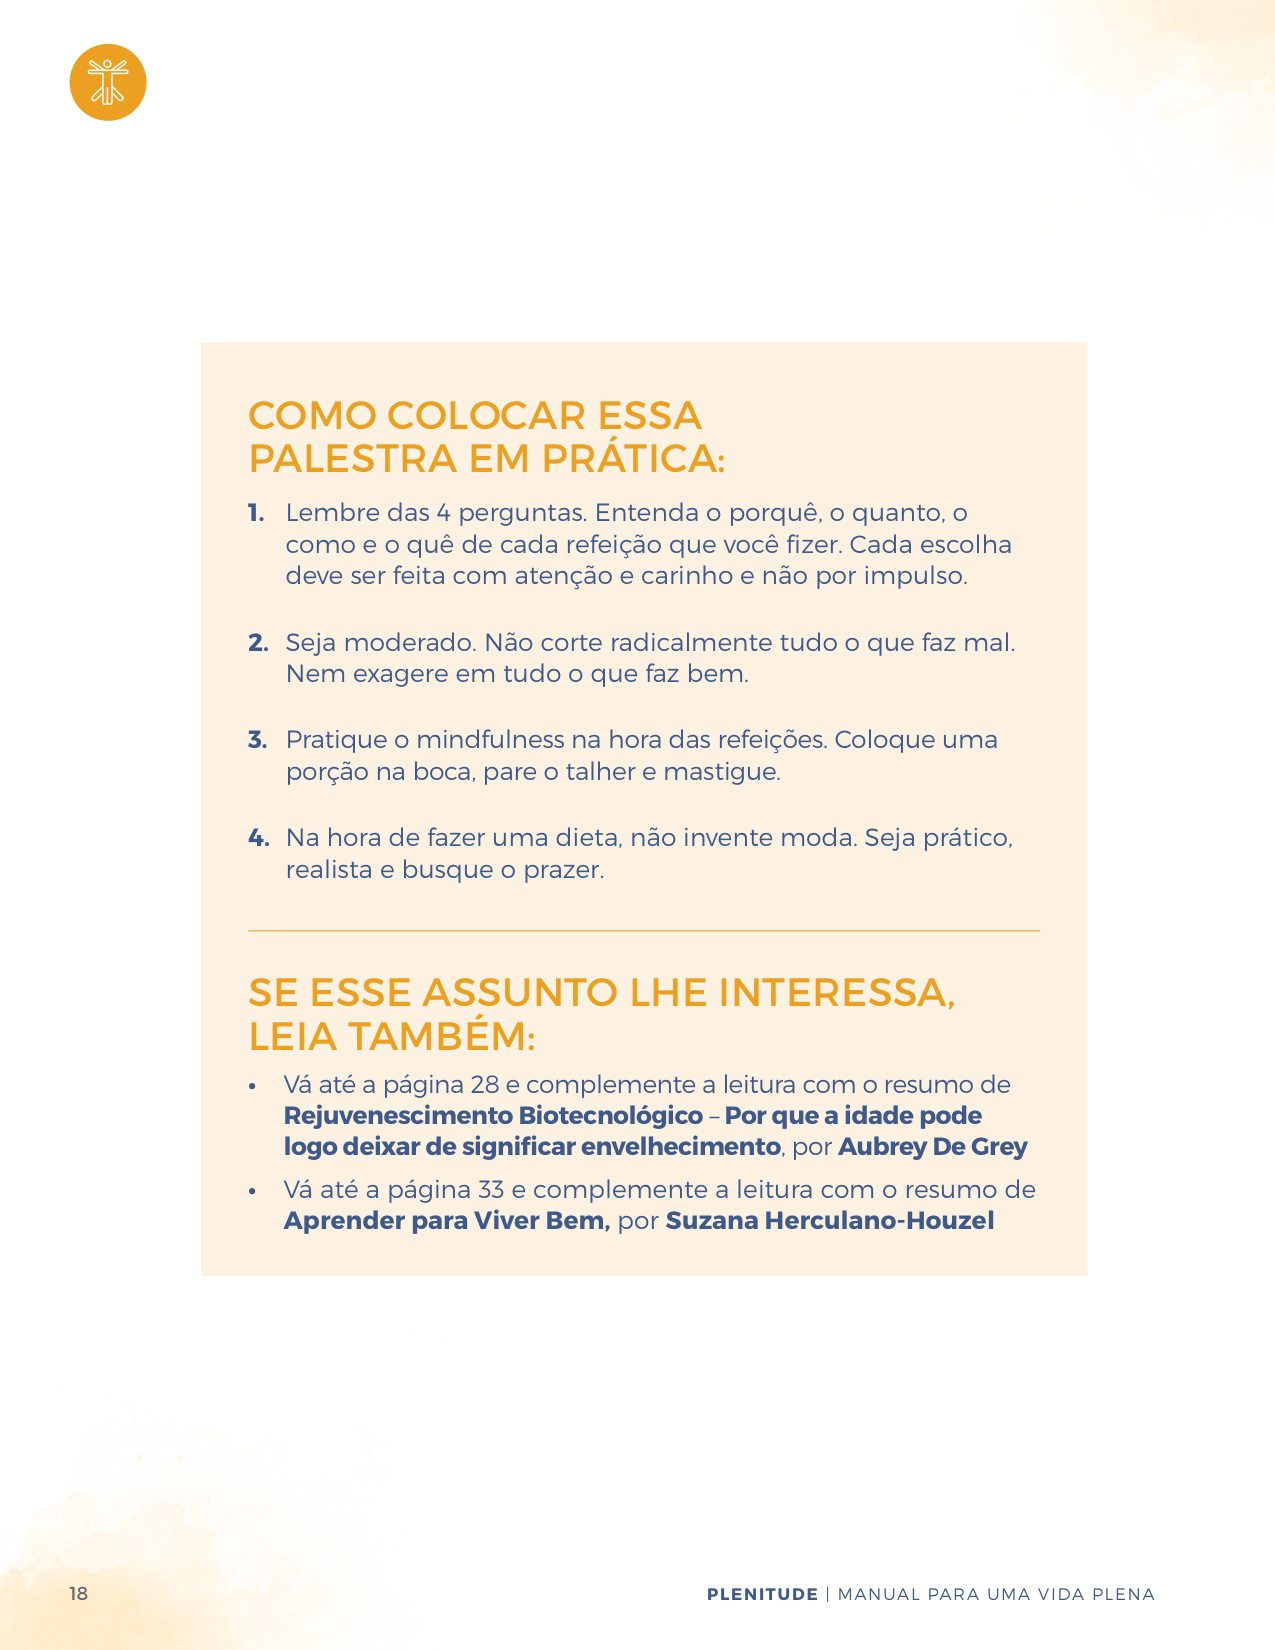 COMO COLOCAR ESSA
PALESTRA EM PRÁTICA:
1. Lembre das 4 perguntas. Entenda o porquê, o quanto, o
como e o quê de cada refeição que você fizer. Cada escolha
deve ser feita com atenção e carinho e não por impulso.
2. Seja moderado. Não corte radicalmente tudo o que faz mal.
Nem exagere em tudo o que faz bem.
3. Pratique o mindfulness na hora das refeições. Coloque uma
porção na boca, pare o talher e mastigue.
4. Na hora de fazer uma dieta, não invente moda. Seja prático,
realista e busque o prazer.
SE ESSE ASSUNTO LHE INTERESSA,
LEIA TAMBÉM:
• Vá até a página 28 e complemente a leitura com o resumo de
Rejuvenescimento Biotecnológico – Por que a idade pode
logo deixar de significar envelhecimento, por Aubrey De Grey
• Vá até a página 33 e complemente a leitura com o resumo de
Aprender para Viver Bem, por Suzana Herculano-Houzel
18
PLENITUDE | MANUAL PARA UMA VIDA PLENA